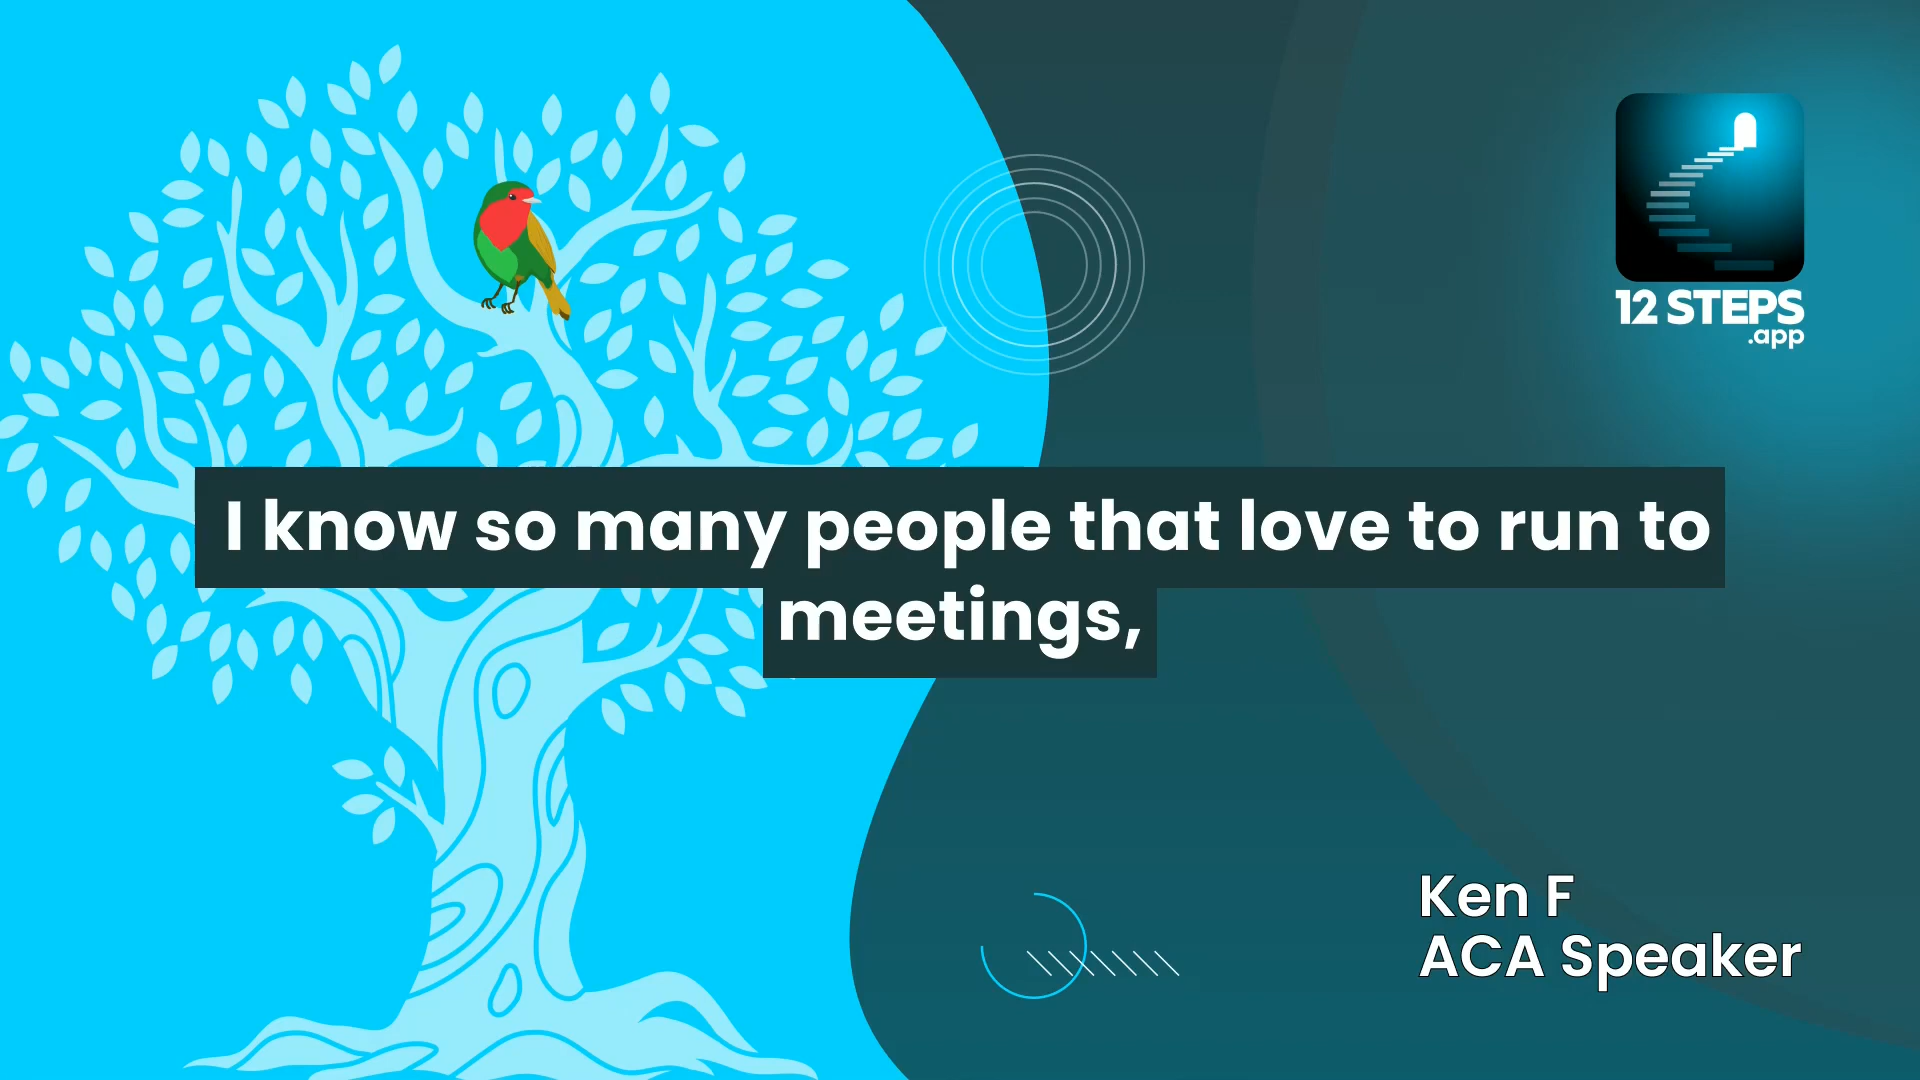 12 STEPS
.app
I know so many people that love to run to
meetings,
Ken F
ACA Speaker